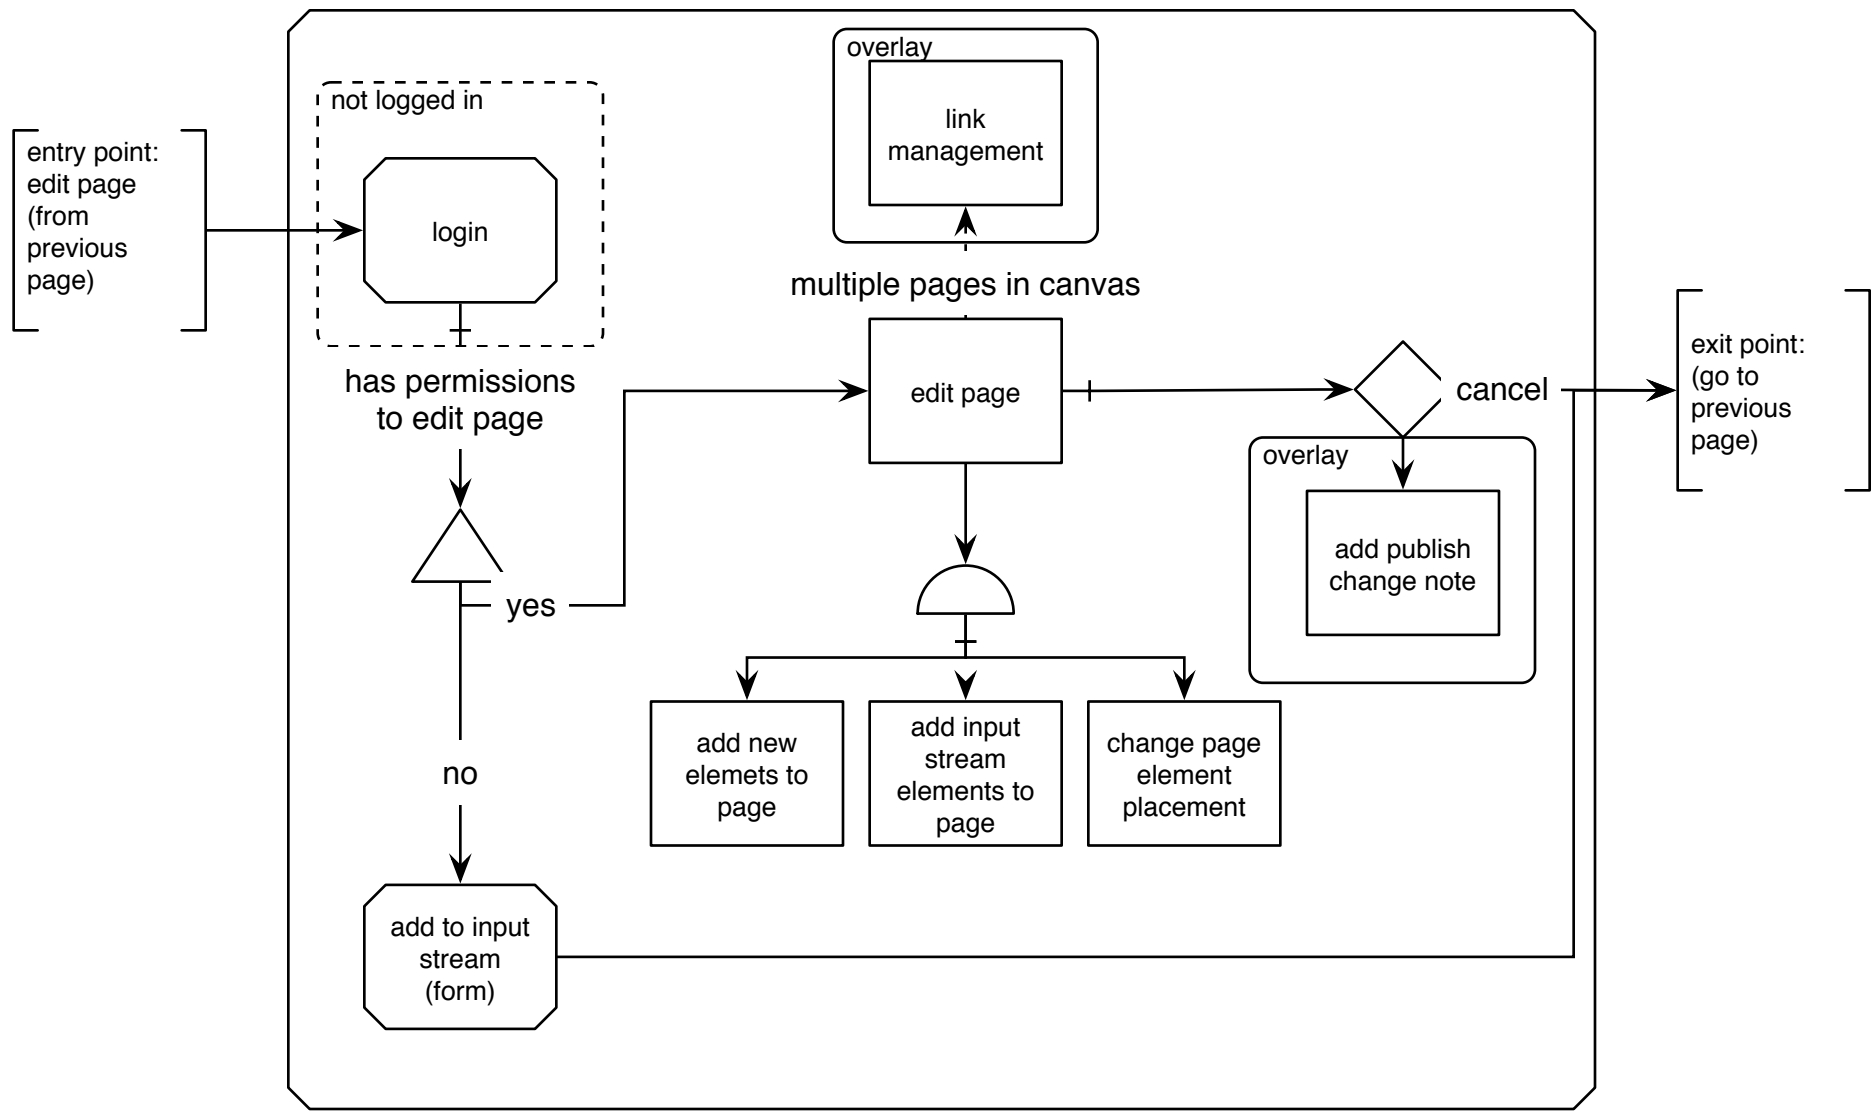 overlay
link
management
not logged in
login
entry point:
edit page
(from
previous
page)
multiple pages in canvas
has permissions
to edit page
edit page
cancel
exit point:
(go to
previous
page)
overlay
add publish
change note
yes
no
add new
elemets to
page
add input
stream
elements to
page
change page
element
placement
add to input
stream
(form)